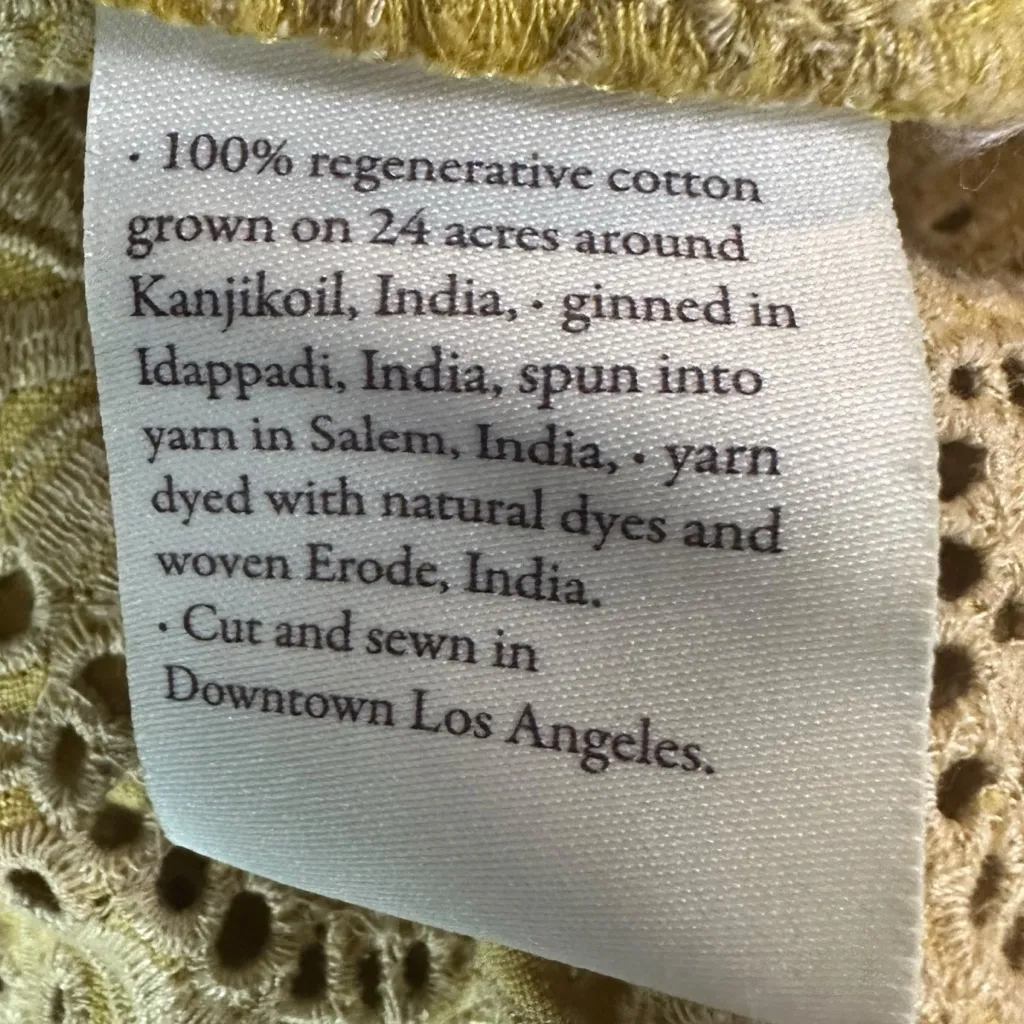 · 100% regenerative cotton
grown on 24 acres around
Kanjikoil, India, · ginned in
Idappadi, India, spun into
yarn in Salem, India, · yarn
dyed with natural dyes and
woven Erode, India.
· Cut and sewn in
Downtown Los Angeles.